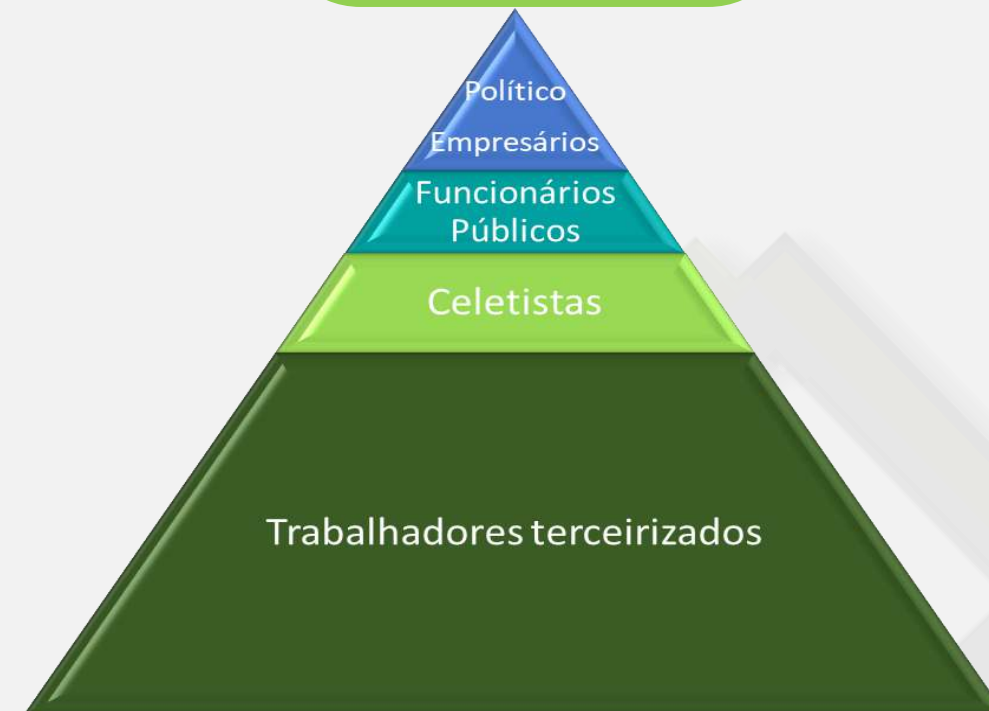 Político
Empresários
Funcionários
Públicos
Celetistas
Trabalhadores terceirizados